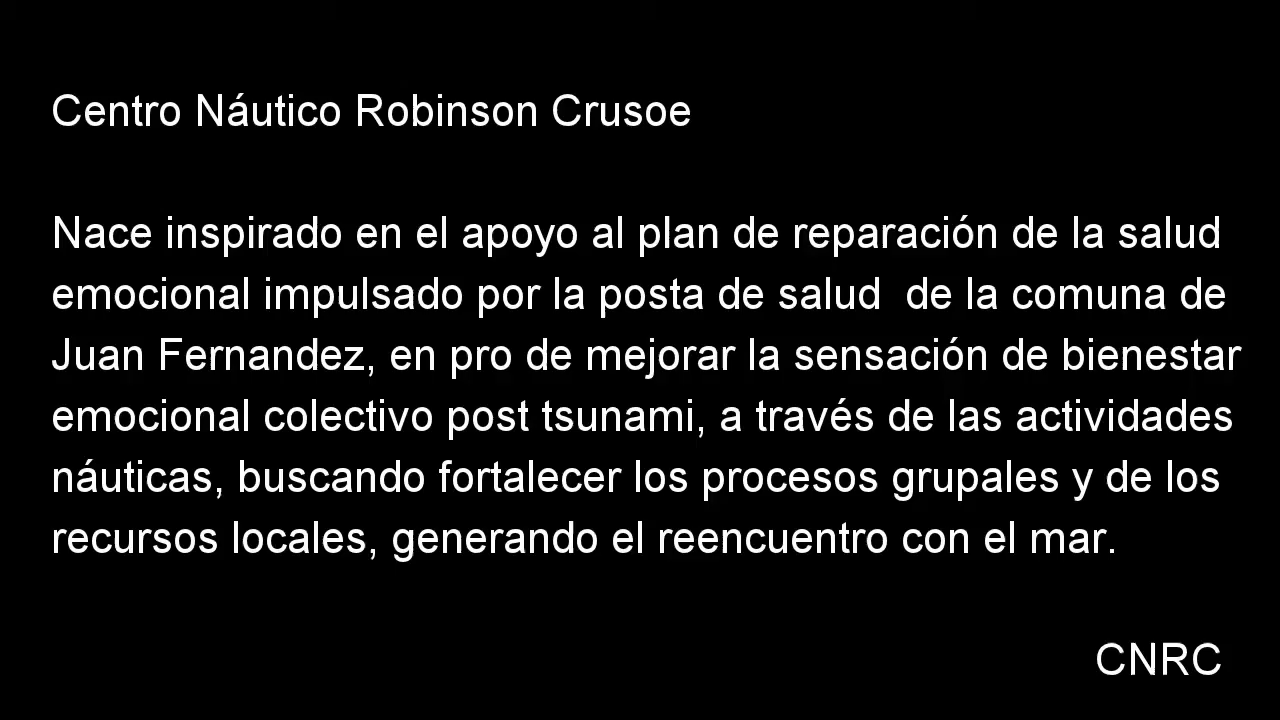 Centro Náutico Robinson Crusoe
Nace inspirado en el apoyo al plan de reparación de la salud
emocional impulsado por la posta de salud  de la comuna de
Juan Fernandez, en pro de mejorar la sensación de bienestar
emocional colectivo post tsunami, a través de las actividades
náuticas, buscando fortalecer los procesos grupales y de los
recursos locales, generando el reencuentro con el mar.
CNRC